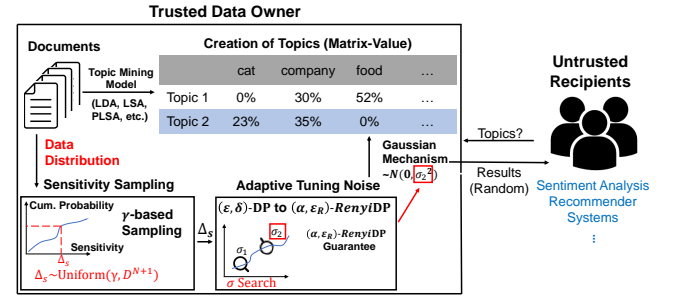 Trusted Data Owner
Documents
Creation of Topics (Matrix-Value)
Topic Mining
Model
(LDA, LSA,
PLSA, etc.)
cat company food …
Topic 1 0% 30% 52% …
Topic 2 23% 35% 0% …
Untrusted
Recipients
Data
Distribution
Gaussian
Mechanism
~N(0,σ₂²)
Topics?
Results
(Random)
Sentiment Analysis
Recommender
Systems
⋮
Sensitivity Sampling
Cum. Probability
γ-based
Sampling
Sensitivity
Δₛ
Δₛ~Uniform(γ, Dᴺ⁺¹)
Δₛ
Adaptive Tuning Noise
(ε, δ)-DP to (α, ε_R)-RenyiDP
σ₁
σ₂
(α, ε_R)-RenyiDP
Guarantee
σ Search